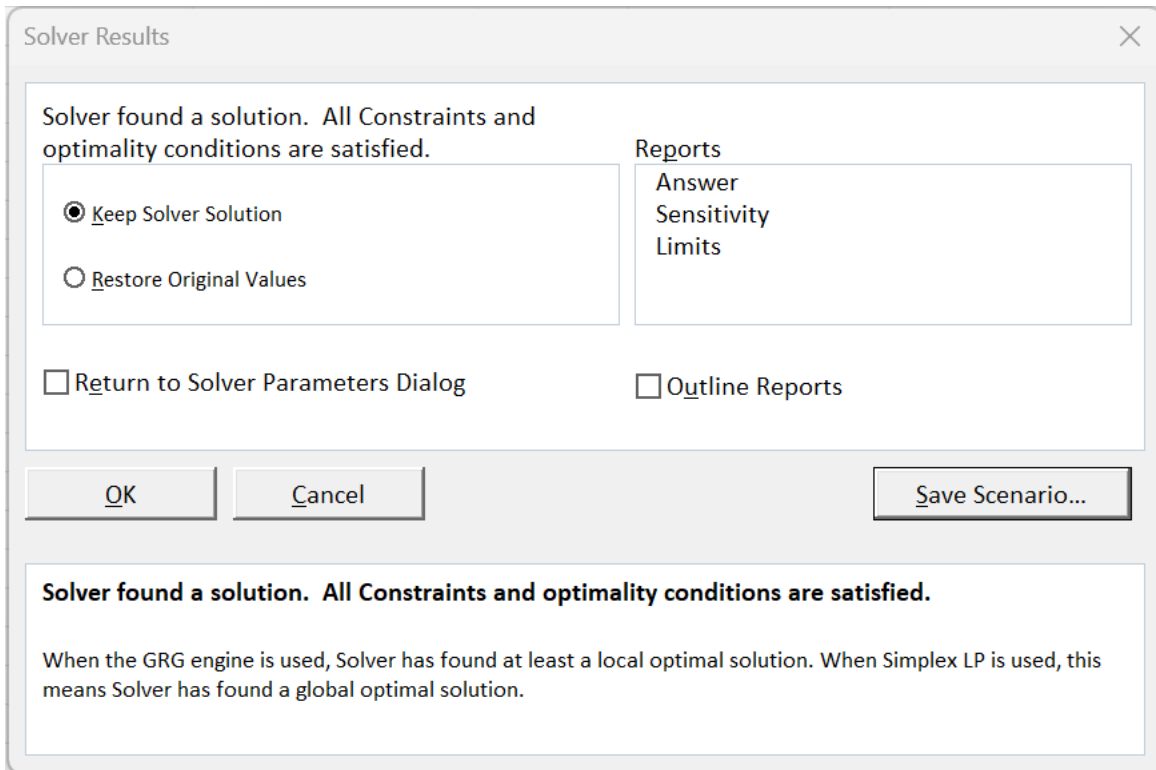 Solver Results
Solver found a solution.  All Constraints and
optimality conditions are satisfied.
Keep Solver Solution
Restore Original Values
Reports
Answer
Sensitivity
Limits
Return to Solver Parameters Dialog
Outline Reports
OK
Cancel
Save Scenario...
Solver found a solution.  All Constraints and optimality conditions are satisfied.
When the GRG engine is used, Solver has found at least a local optimal solution. When Simplex LP is used, this
means Solver has found a global optimal solution.